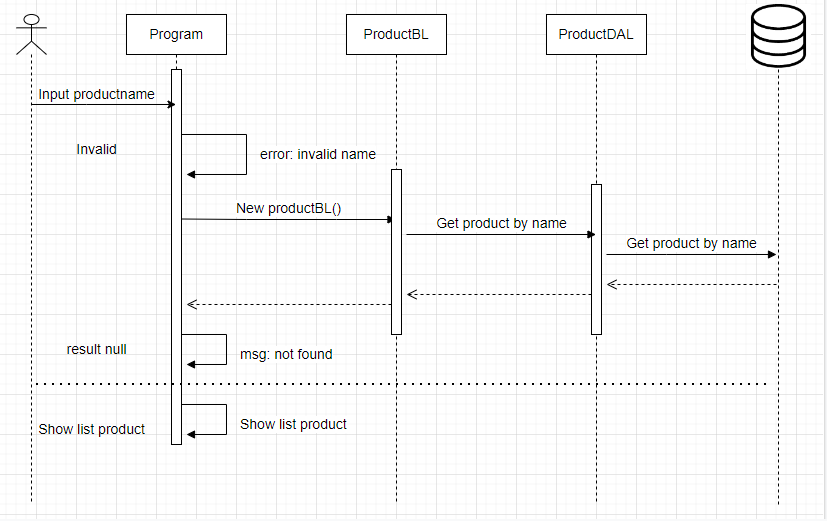 Program
ProductBL
ProductDAL
Input productname
Invalid
error: invalid name
New productBL()
Get product by name
Get product by name
result null
msg: not found
Show list product
Show list product